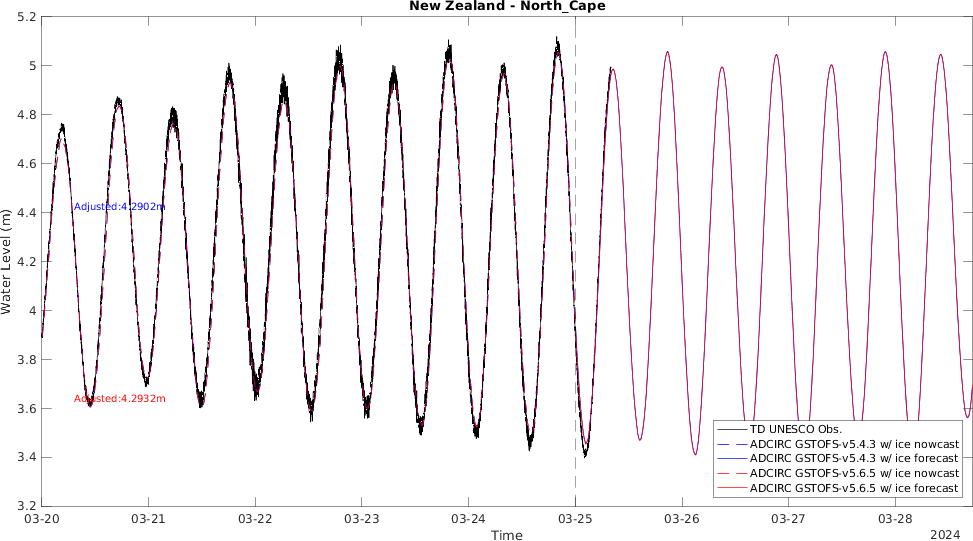 New Zealand - North_Cape
5.2
5
4.8
4.6
4.4
4.2
4
3.8
3.6
3.4
3.2
Water Level (m)
Adjusted:4.2902m
Adjusted:4.2932m
TD UNESCO Obs.
ADCIRC GSTOFS-v5.4.3 w/ ice nowcast
ADCIRC GSTOFS-v5.4.3 w/ ice forecast
ADCIRC GSTOFS-v5.6.5 w/ ice nowcast
ADCIRC GSTOFS-v5.6.5 w/ ice forecast
03-20 03-21 03-22 03-23 03-24 03-25 03-26 03-27 03-28
Time
2024